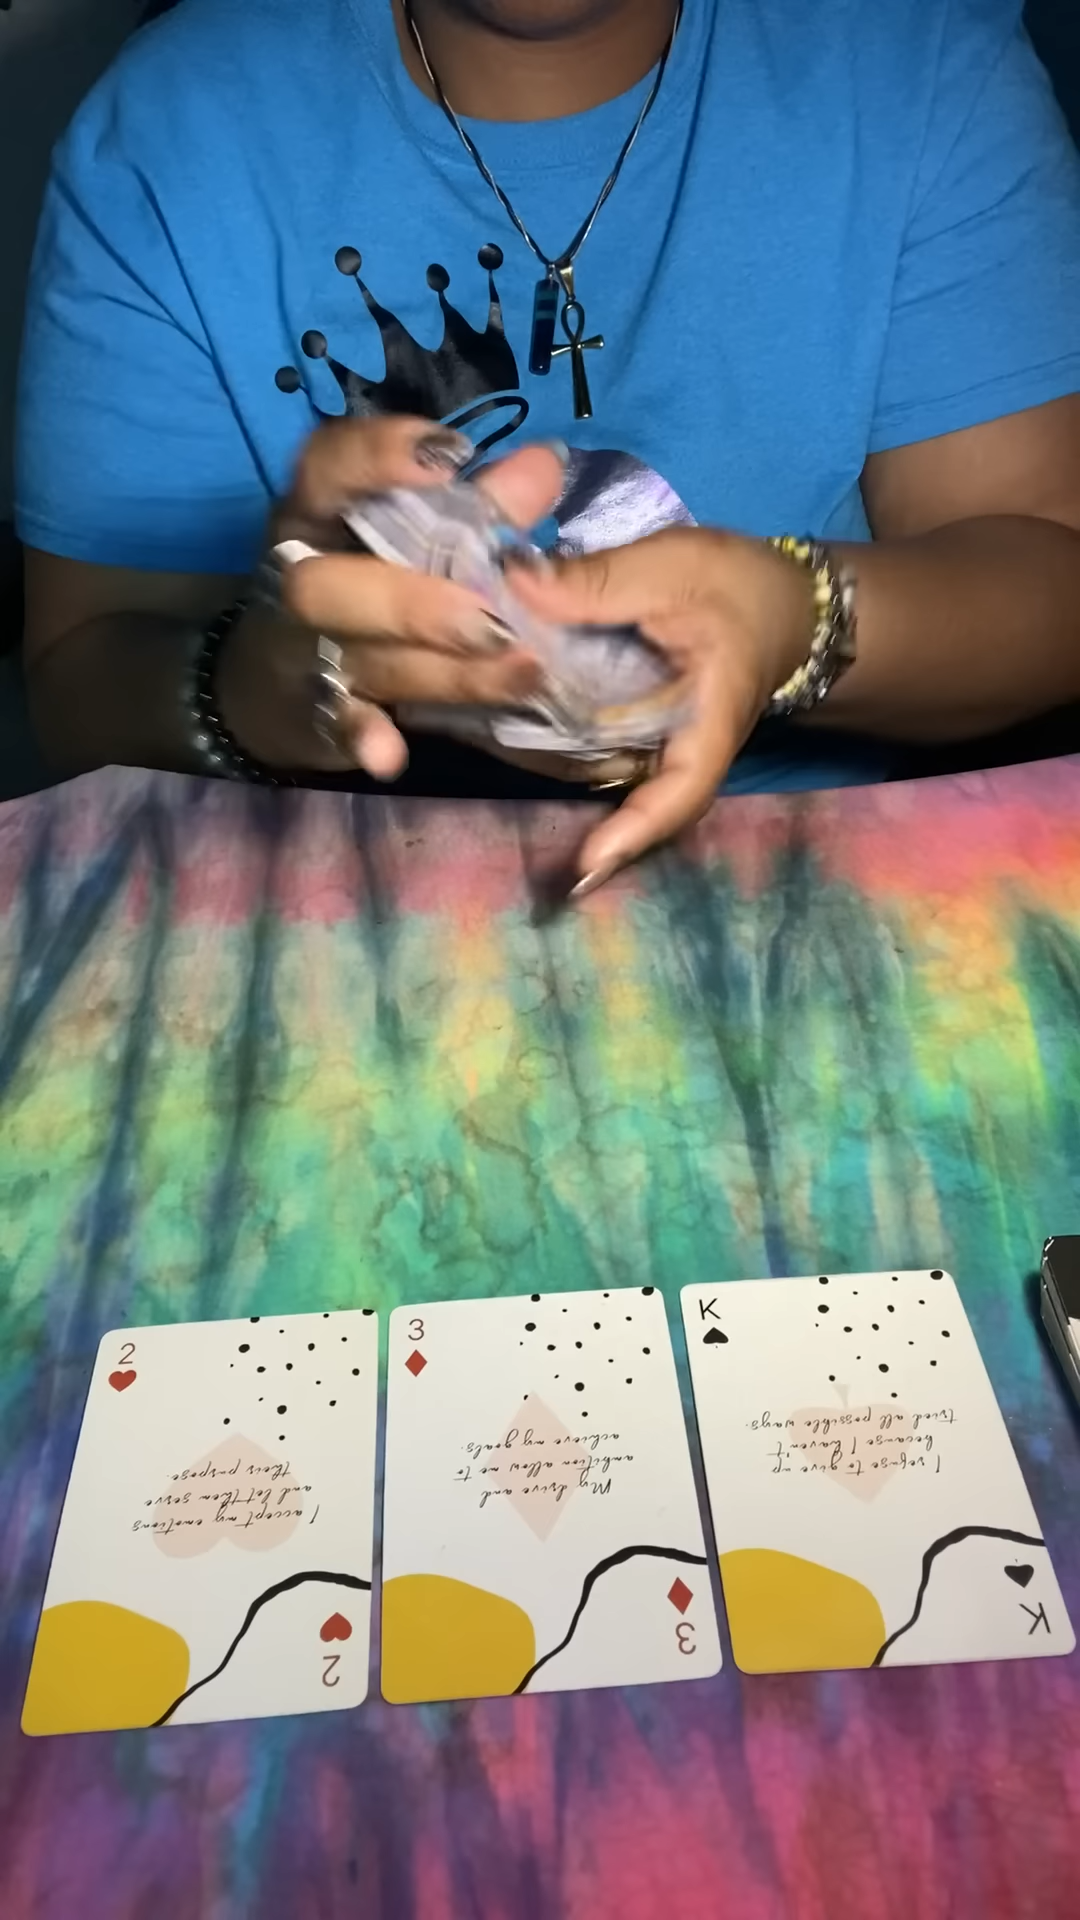 2
I accept my emotions
and let them serve
their purpose.
2
3
My drive and
ambition allow me to
achieve my goals.
3
K
I refuse to give up
because I haven't
tried all possible ways.
K